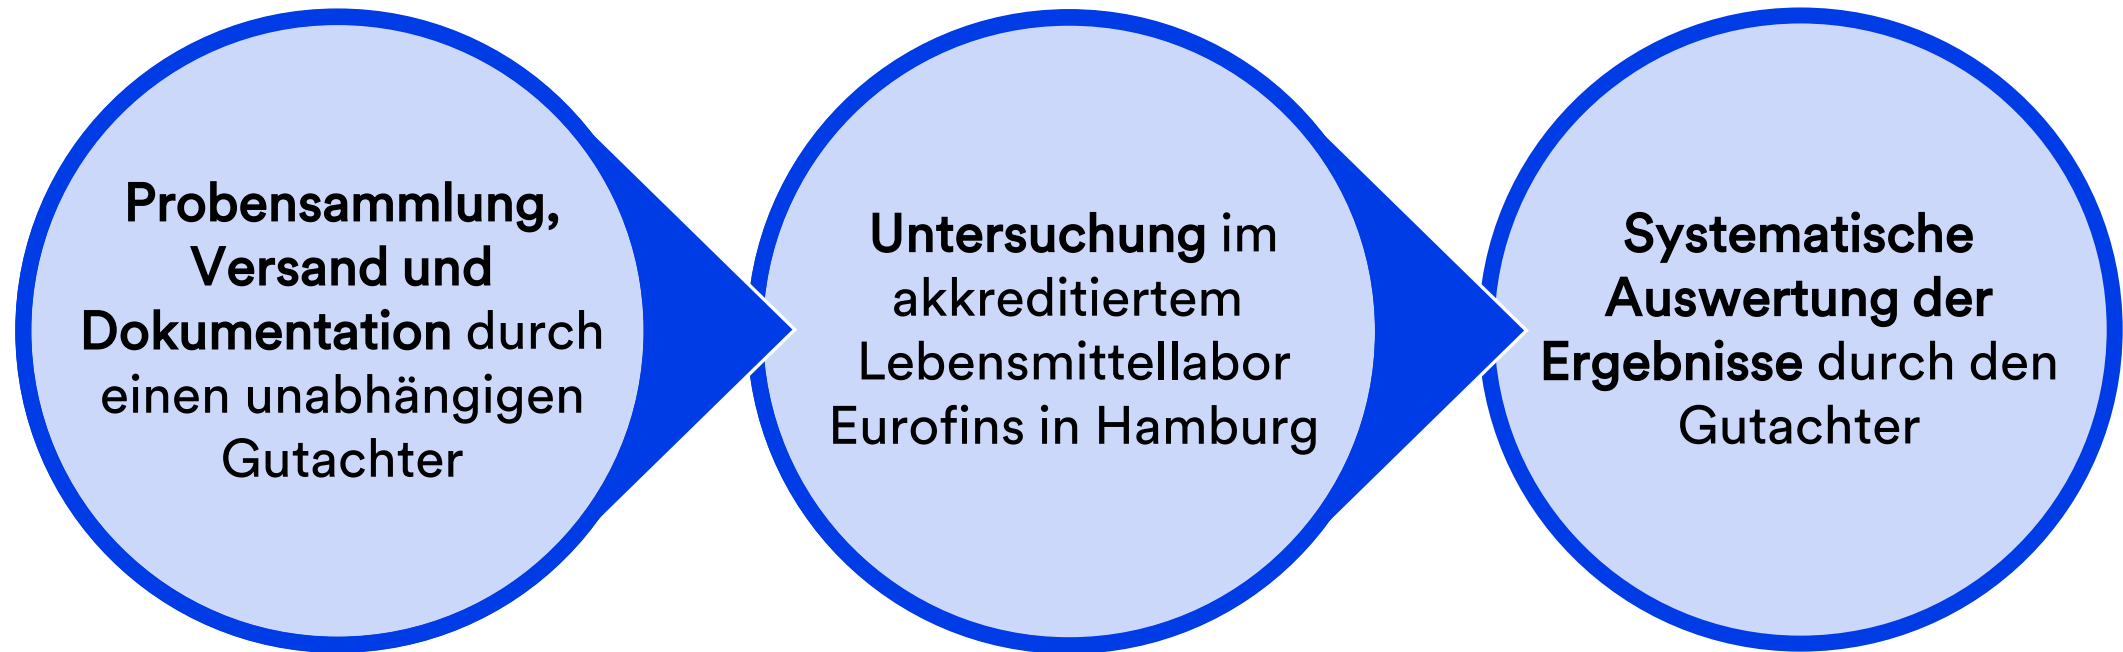 Probensammlung,
Versand und
Dokumentation durch
einen unabhängigen
Gutachter
Untersuchung im
akkreditiertem
Lebensmittellabor
Eurofins in Hamburg
Systematische
Auswertung der
Ergebnisse durch den
Gutachter